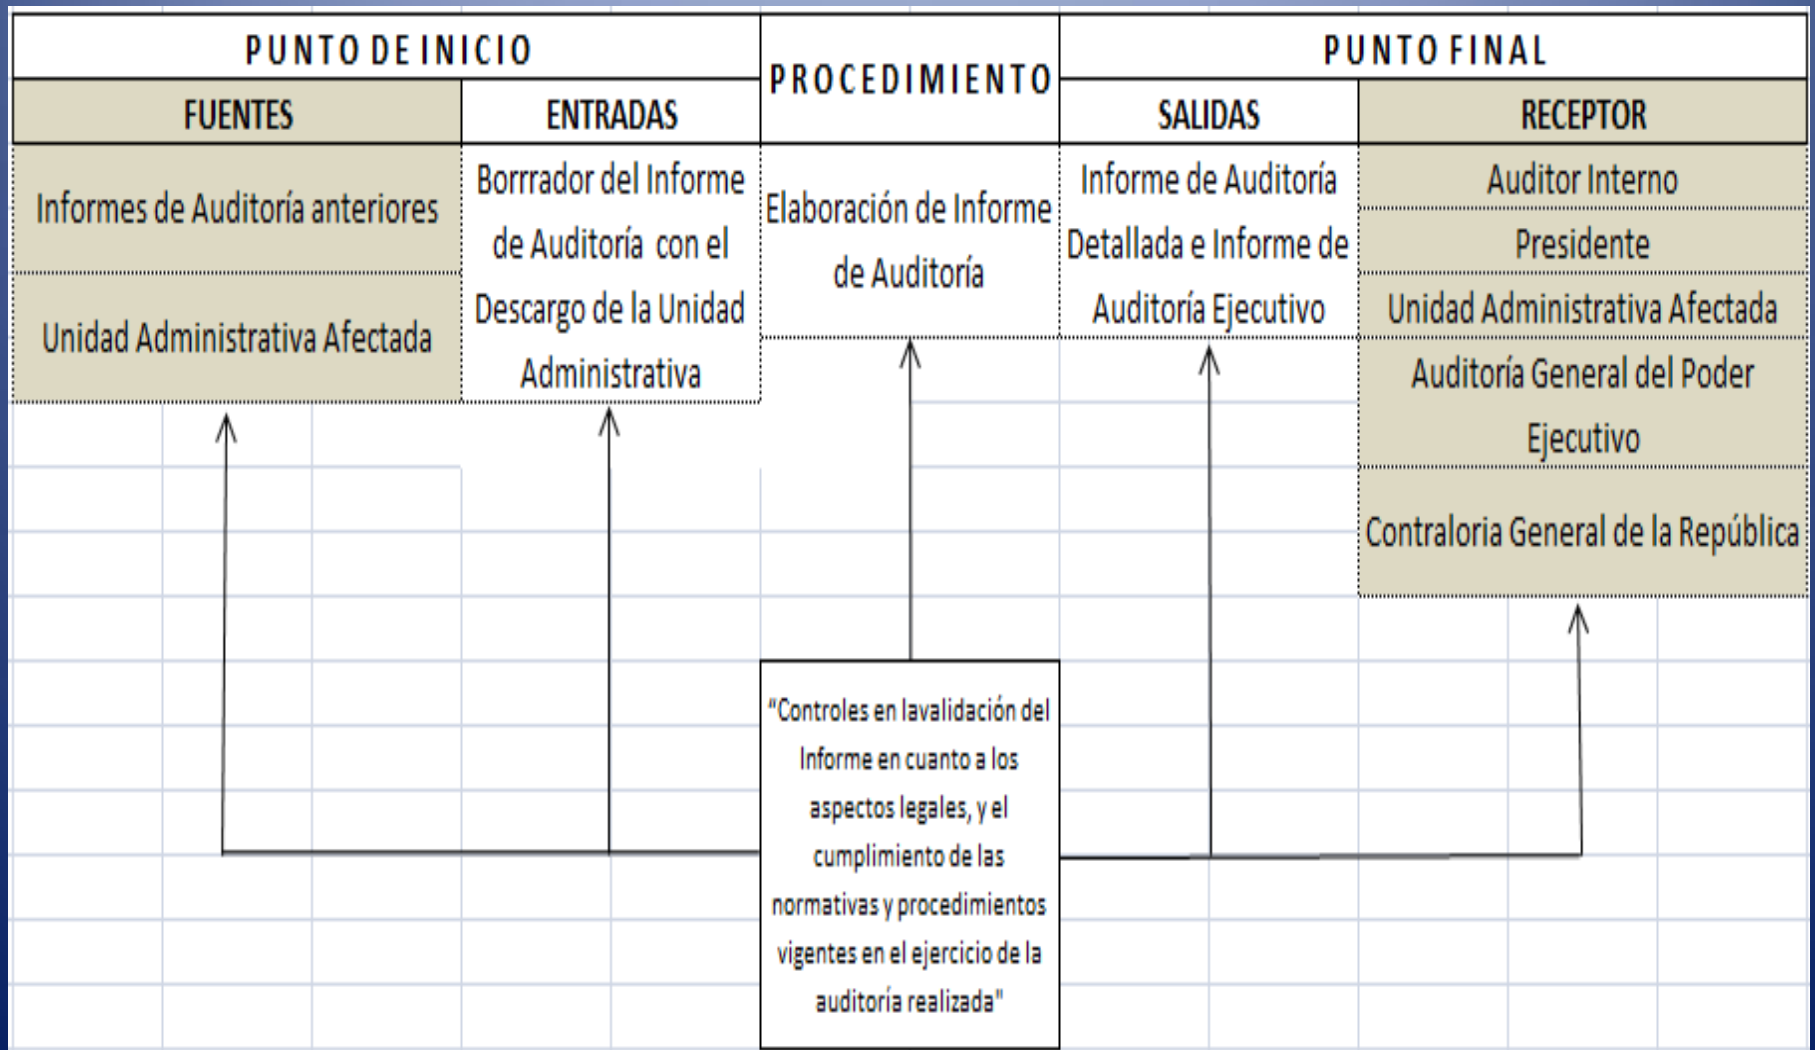 PUNTO DE INICIO
PROCEDIMIENTO
PUNTO FINAL
FUENTES
ENTRADAS
SALIDAS
RECEPTOR
Informes de Auditoría anteriores
Unidad Administrativa Afectada
Borrrador del Informe
de Auditoría con el
Descargo de la Unidad
Administrativa
Elaboración de Informe
de Auditoría
Informe de Auditoría
Detallada e Informe de
Auditoría Ejecutivo
Auditor Interno
Presidente
Unidad Administrativa Afectada
Auditoría General del Poder
Ejecutivo
Contraloria General de la República
"Controles en lavalidación del
Informe en cuanto a los
aspectos legales, y el
cumplimiento de las
normativas y procedimientos
vigentes en el ejercicio de la
auditoría realizada"